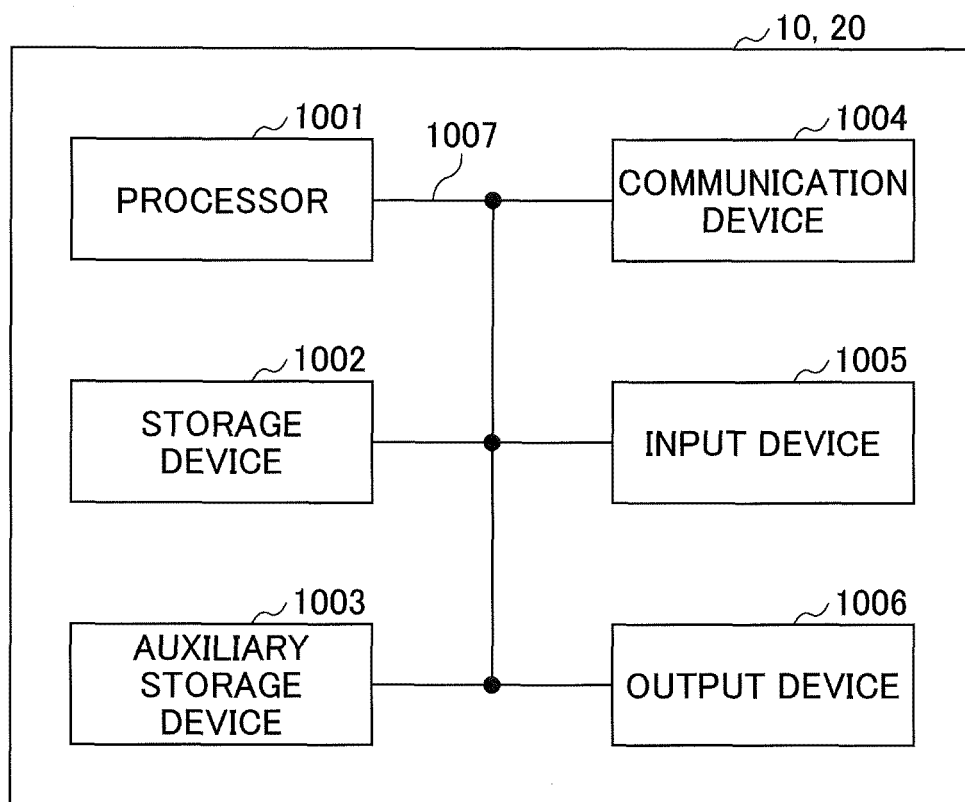 10, 20
1001
PROCESSOR
1007
1004
COMMUNICATION
DEVICE
1002
STORAGE
DEVICE
1005
INPUT DEVICE
1003
AUXILIARY
STORAGE
DEVICE
1006
OUTPUT DEVICE